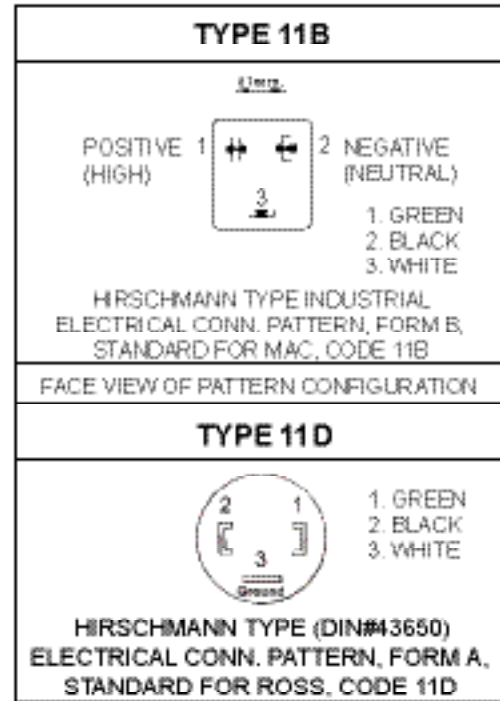 TYPE 11B
POSITIVE 1 2 NEGATIVE
(HIGH) (NEUTRAL)
3
1. GREEN
2. BLACK
3. WHITE
HIRSCHMANN TYPE INDUSTRIAL
ELECTRICAL CONN. PATTERN, FORM B,
STANDARD FOR MAC, CODE 11B
FACE VIEW OF PATTERN CONFIGURATION
TYPE 11D
2 1
3
Ground
1. GREEN
2. BLACK
3. WHITE
HIRSCHMANN TYPE (DIN#43650)
ELECTRICAL CONN. PATTERN, FORM A,
STANDARD FOR ROSS, CODE 11D